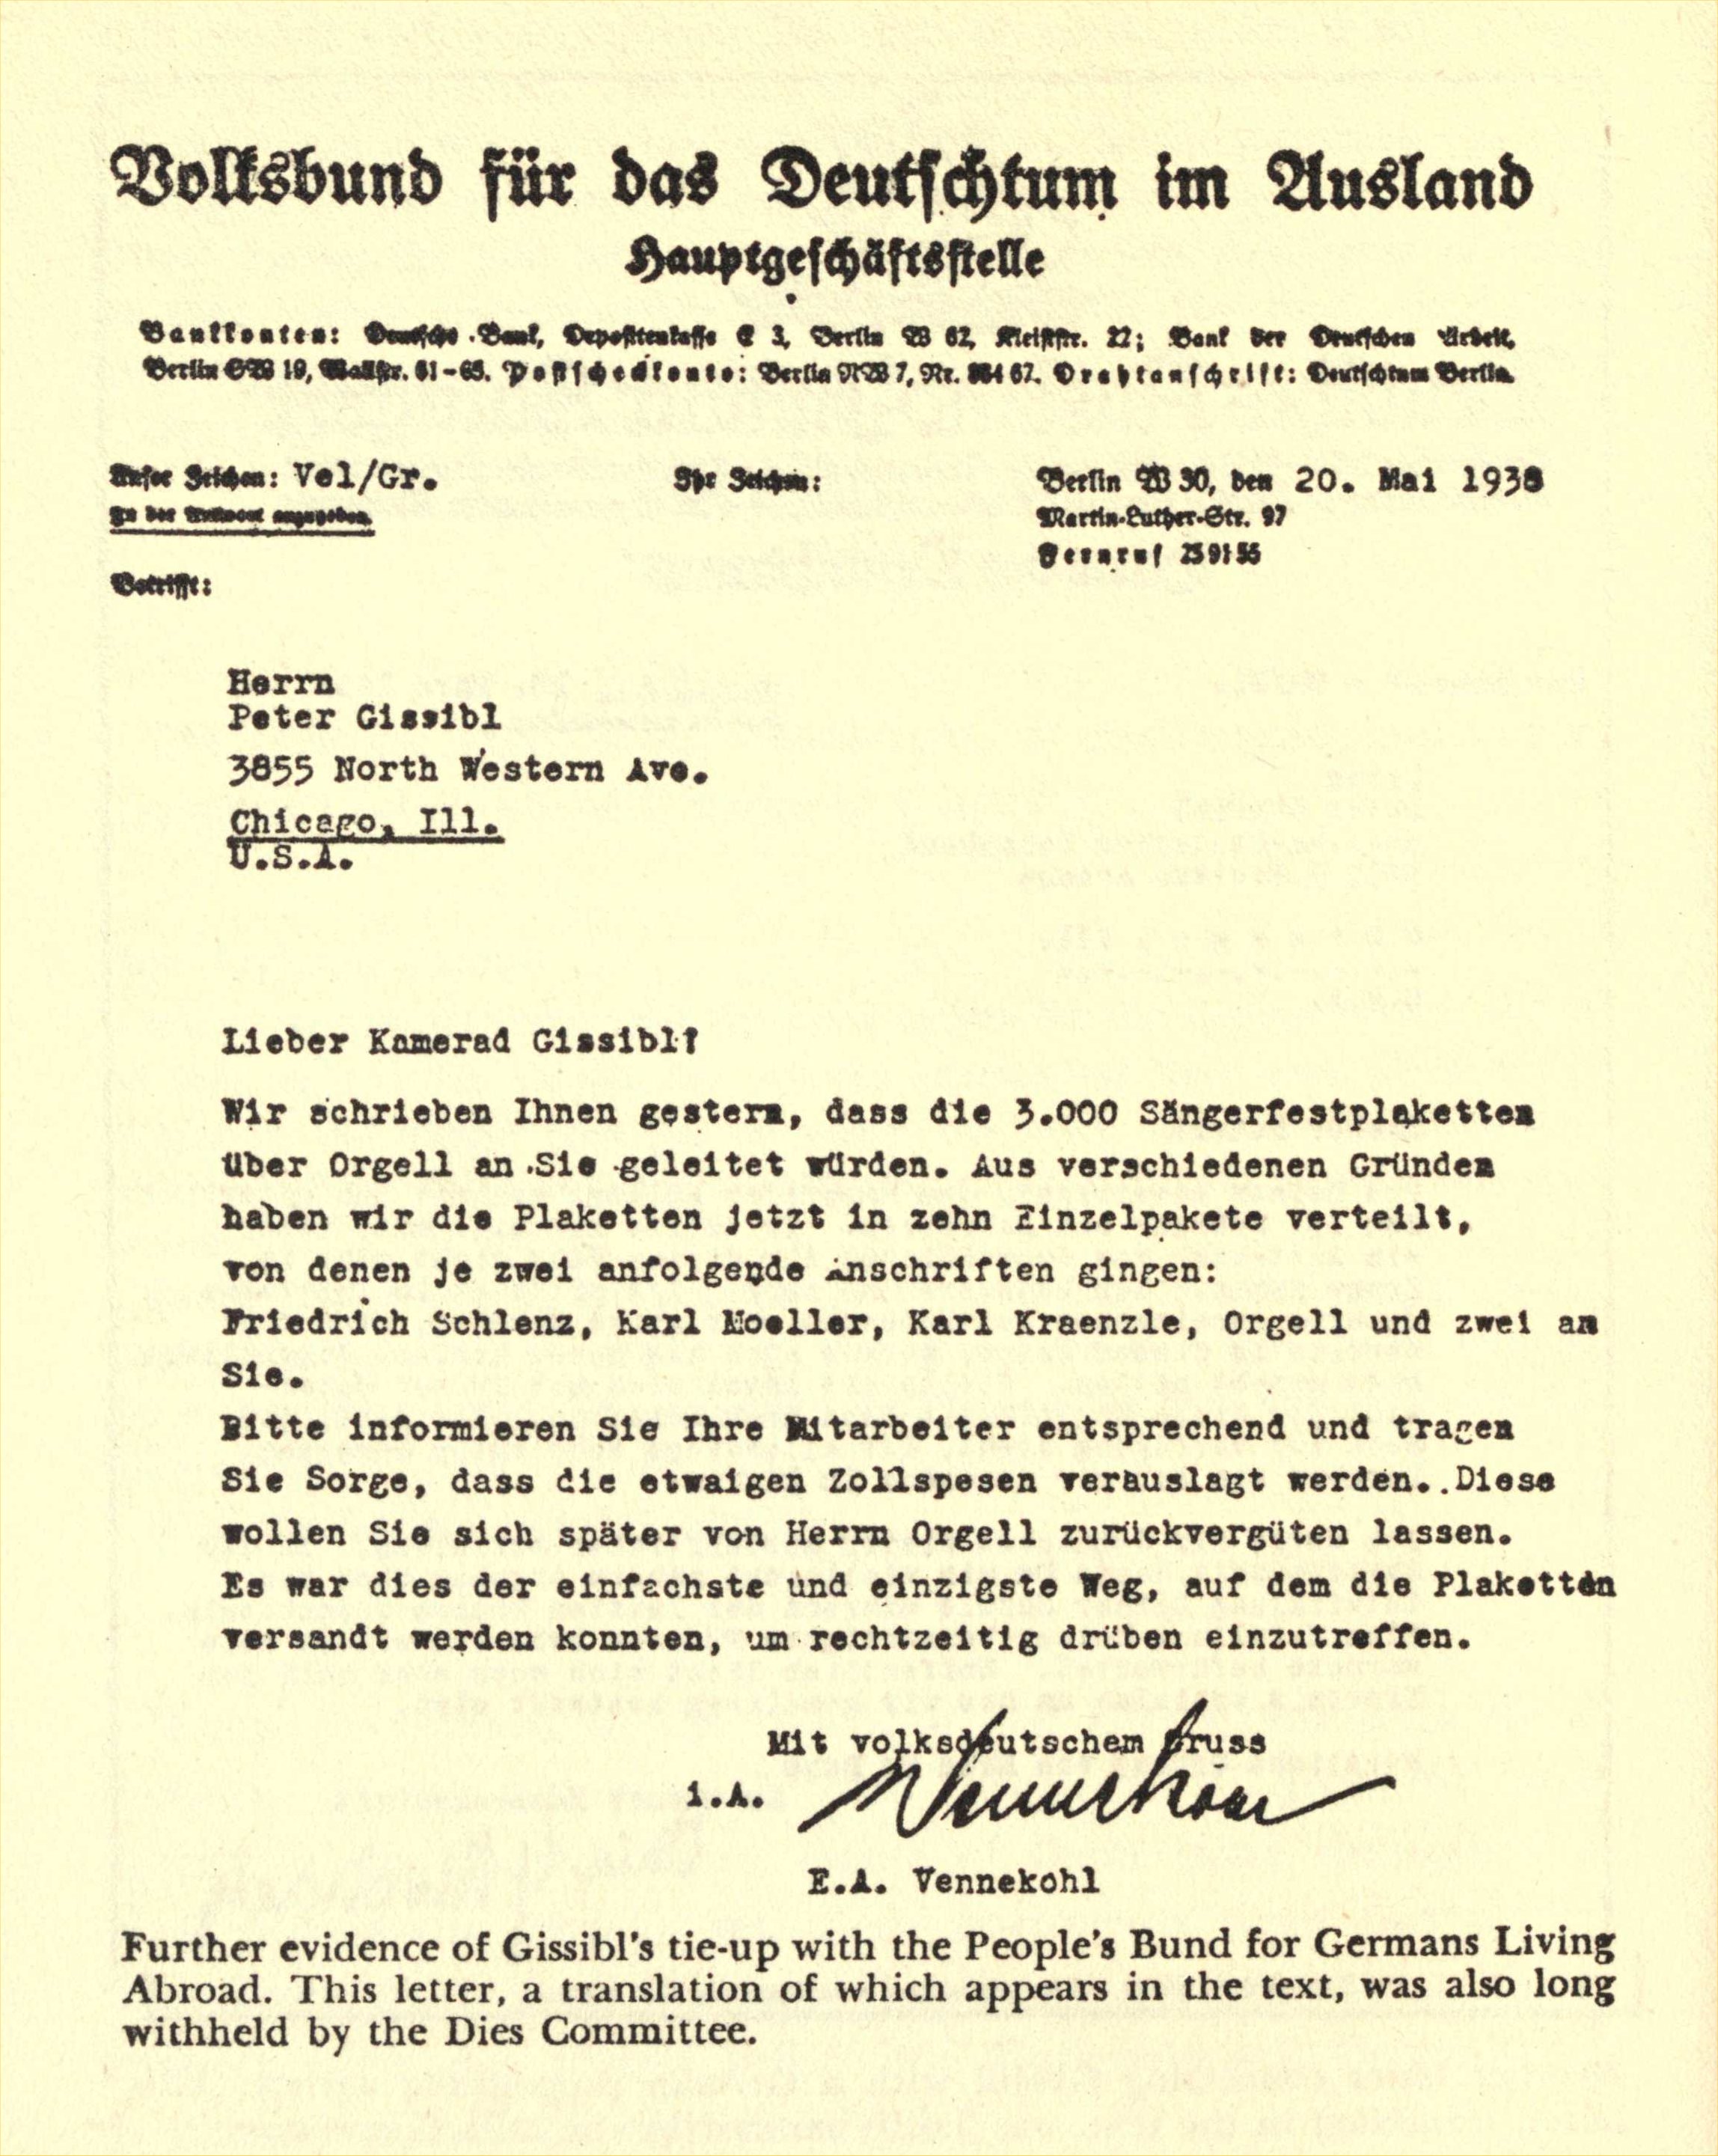 Volksbund für das Deutschtum im Ausland
Hauptgeschäftsstelle
Bankkonten: Deutsche Bank, Depositenkasse C 3, Berlin W 62, Kleiststr. 22; Bank der Deutschen Arbeit,
Berlin SW 19, Wallstr. 61-65. Postscheckkonto: Berlin NW 7, Nr. 67. Drahtanschrift: Deutschtum Berlin.
Unser Zeichen: Vel/Gr.
In der Antwort anzugeben
Ihr Zeichen:
Berlin W 30, den 20. Mai 1938
Martin-Luther-Str. 97
Fernruf 25 91 55
Betrifft:
Herrn
Peter Gissibl
3855 North Western Ave.
Chicago, Ill.
U.S.A.
Lieber Kamerad Gissibl!
Wir schrieben Ihnen gestern, dass die 3.000 Sängerfestplaketten
über Orgell an Sie geleitet würden. Aus verschiedenen Gründen
haben wir die Plaketten jetzt in zehn Einzelpakete verteilt,
von denen je zwei anfolgende Anschriften gingen:
Friedrich Schlenz, Karl Moeller, Karl Kraenzle, Orgell und zwei an
Sie.
Bitte informieren Sie Ihre Mitarbeiter entsprechend und tragen
Sie Sorge, dass die etwaigen Zollspesen verauslagt werden. Diese
wollen Sie sich später von Herrn Orgell zurückvergüten lassen.
Es war dies der einfachste und einzigste Weg, auf dem die Plaketten
versandt werden konnten, um rechtzeitig drüben einzutreffen.
Mit volksdeutschem Gruss
i.A. Vennekohl
E.A. Vennekohl
Further evidence of Gissibl's tie-up with the People's Bund for Germans Living
Abroad. This letter, a translation of which appears in the text, was also long
withheld by the Dies Committee.